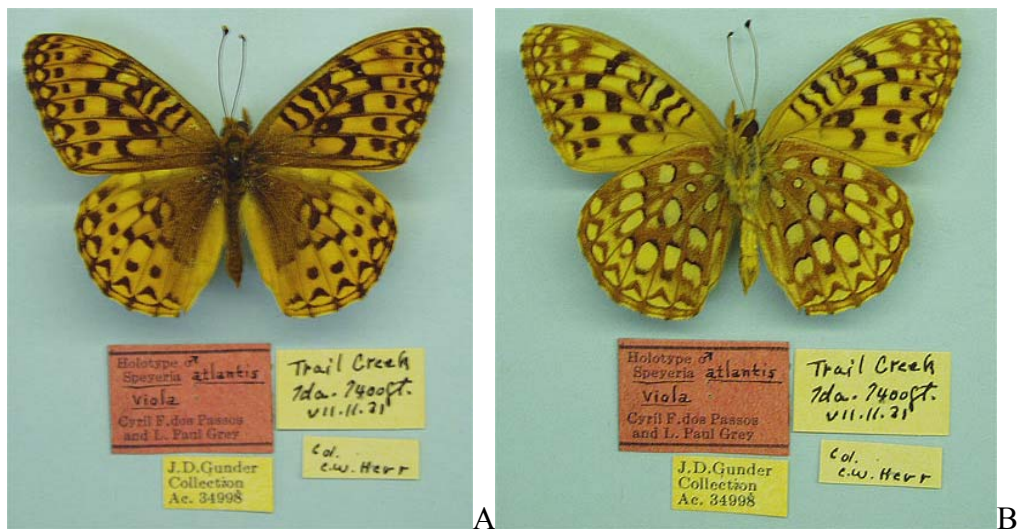 Holotype ♂
Speyeria atlantis
viola
Cyril F. dos Passos
and L. Paul Grey
Trail Creek
Ida. 7400ft.
VII.11.31
J.D.Gunder
Collection
Ac. 34998
Col.
C.W. Herr
A
Holotype ♂
Speyeria atlantis
viola
Cyril F. dos Passos
and L. Paul Grey
Trail Creek
Ida. 7400ft.
VII.11.31
J.D.Gunder
Collection
Ac. 34998
Col.
C.W. Herr
B